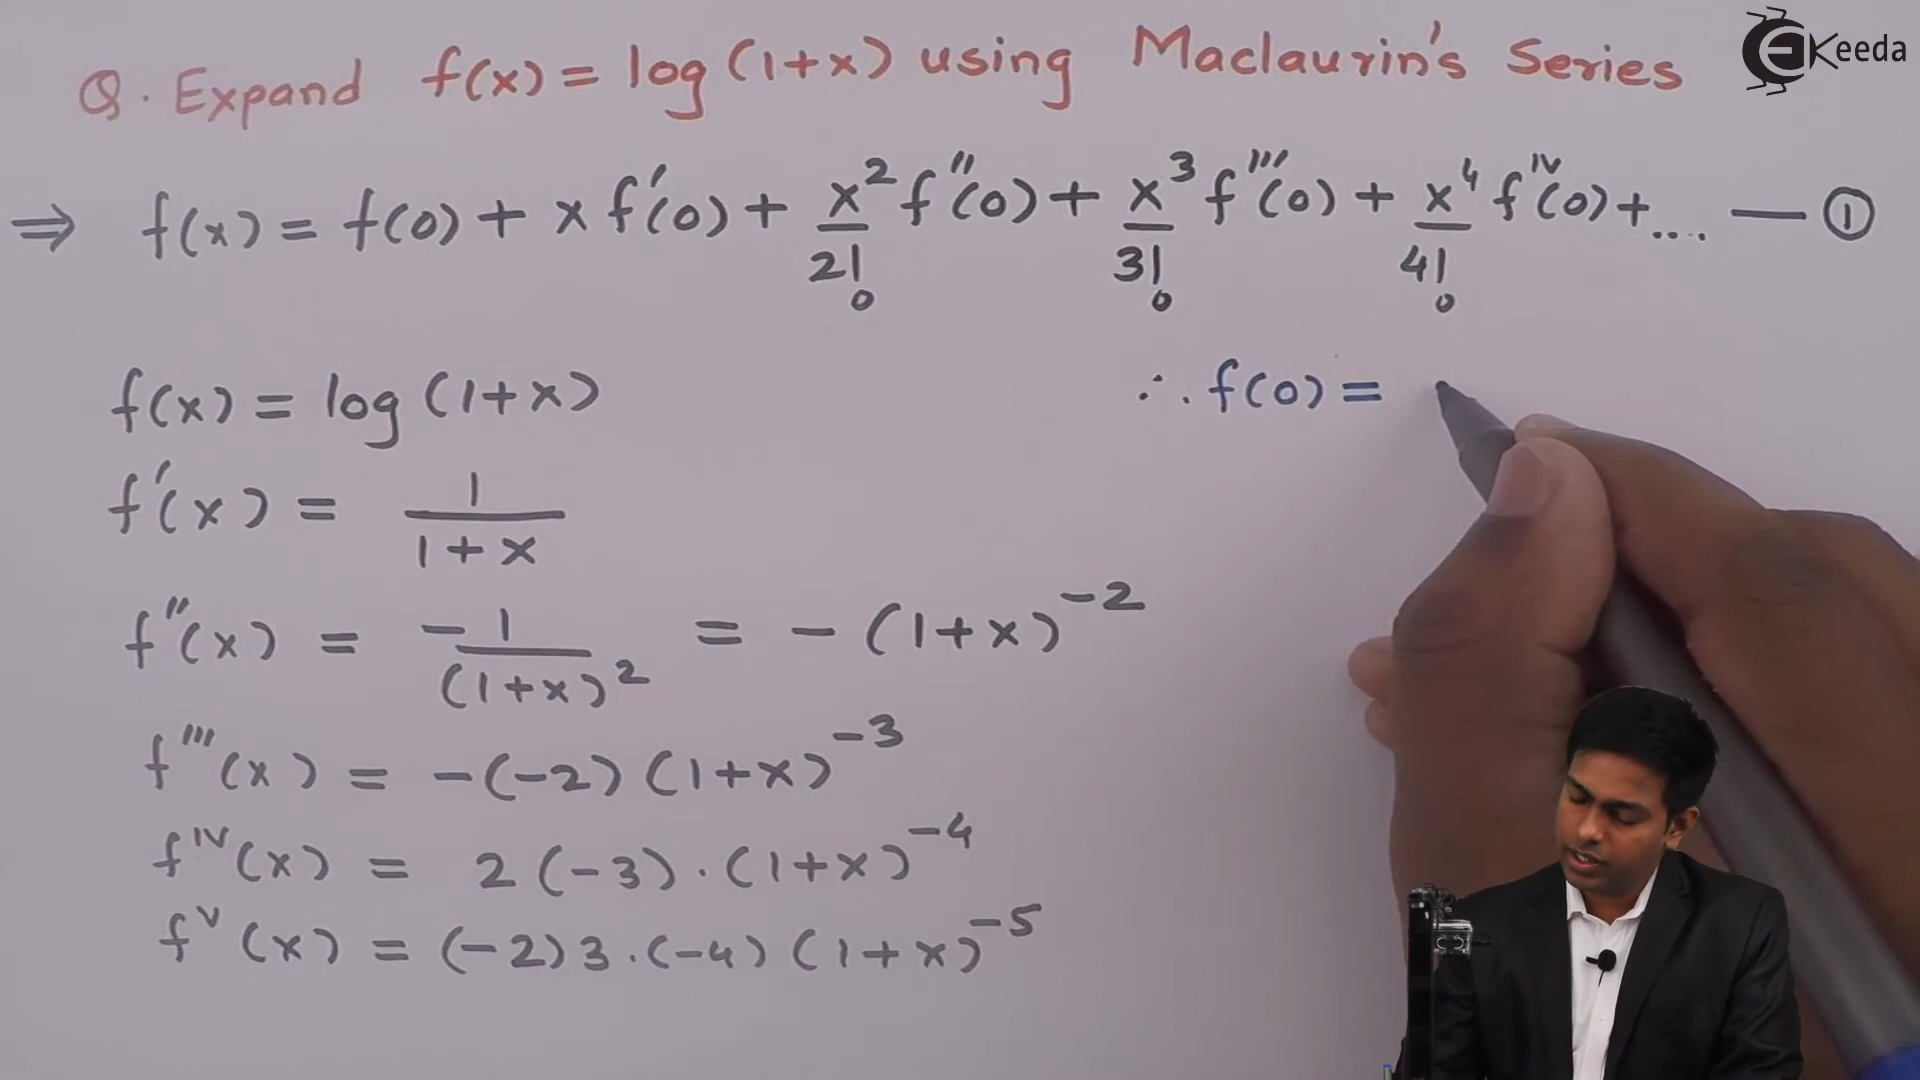 Q. Expand f(x) = log(1+x) using Maclaurin's Series
EKeeda
⇒ f(x) = f(0) + x f'(0) + x²/2! f''(0) + x³/3! f'''(0) + x⁴/4! f^IV(0) + .... — ①
f(x) = log(1+x)
∴ f(0) =
f'(x) = 1/(1+x)
f''(x) = -1/(1+x)² = -(1+x)⁻²
f'''(x) = -(-2)(1+x)⁻³
f^IV(x) = 2(-3)·(1+x)⁻⁴
f^V(x) = (-2)3·(-4)(1+x)⁻⁵